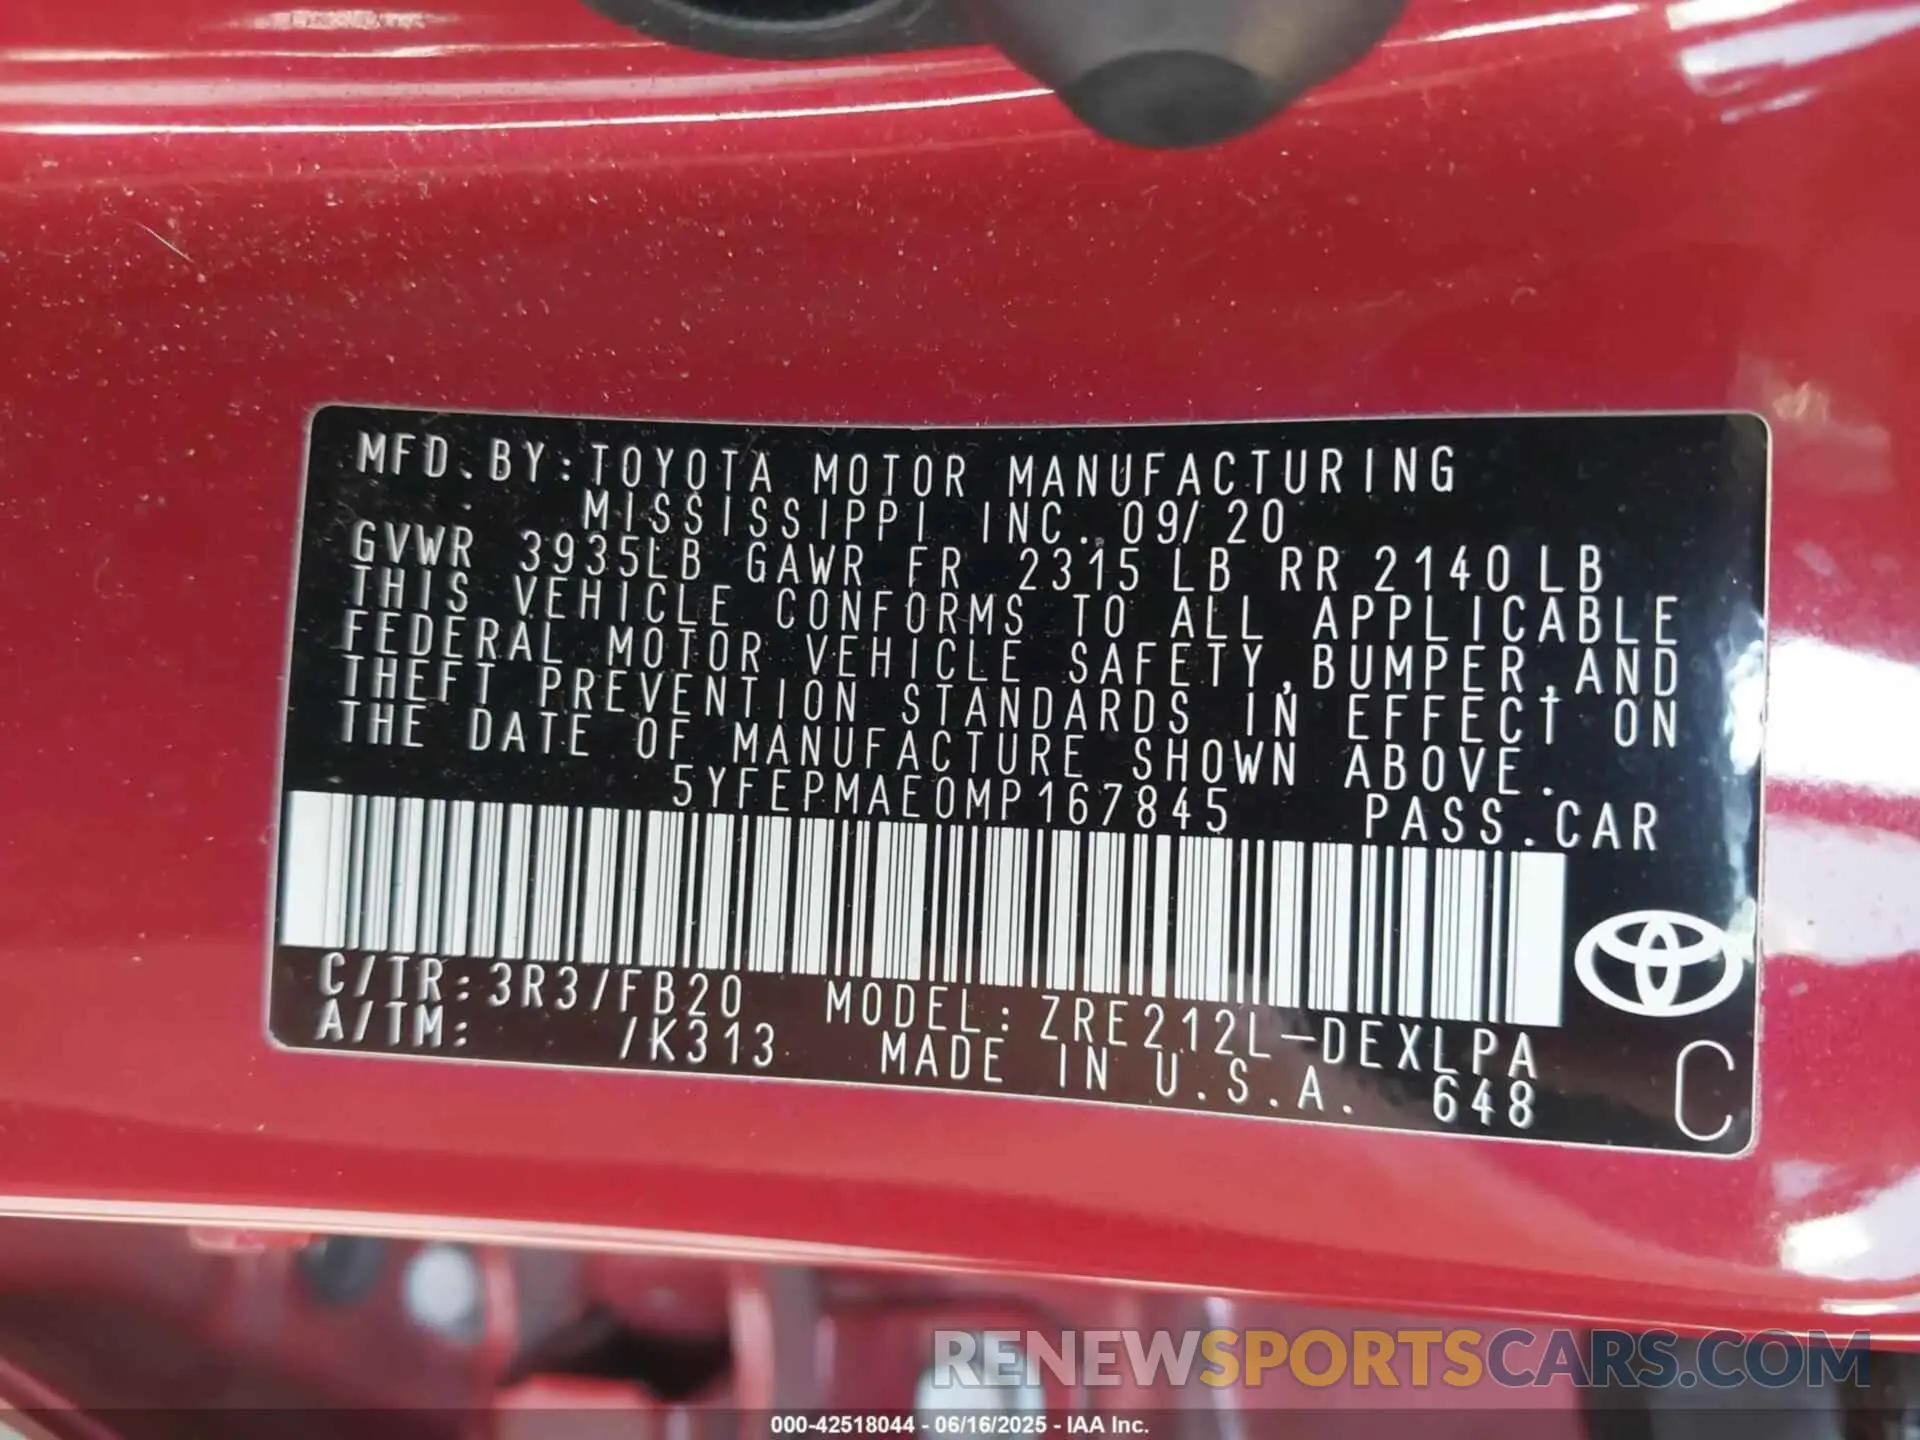 MFD.BY:TOYOTA MOTOR MANUFACTURING
MISSISSIPPI INC. 09/20
GVWR 3935LB GAWR FR 2315LB RR 2140LB
THIS VEHICLE CONFORMS TO ALL APPLICABLE
FEDERAL MOTOR VEHICLE SAFETY,BUMPER,AND
THEFT PREVENTION STANDARDS IN EFFECT ON
THE DATE OF MANUFACTURE SHOWN ABOVE.
5YFEPMAE0MP167845 PASS.CAR
C/TR:3R3/FB20 MODEL:ZRE212L-DEXLPA
A/TM: /K313 MADE IN U.S.A. 648
C
RENEWSPORTSCARS.COM
000-42518044 - 06/16/2025 - IAA Inc.